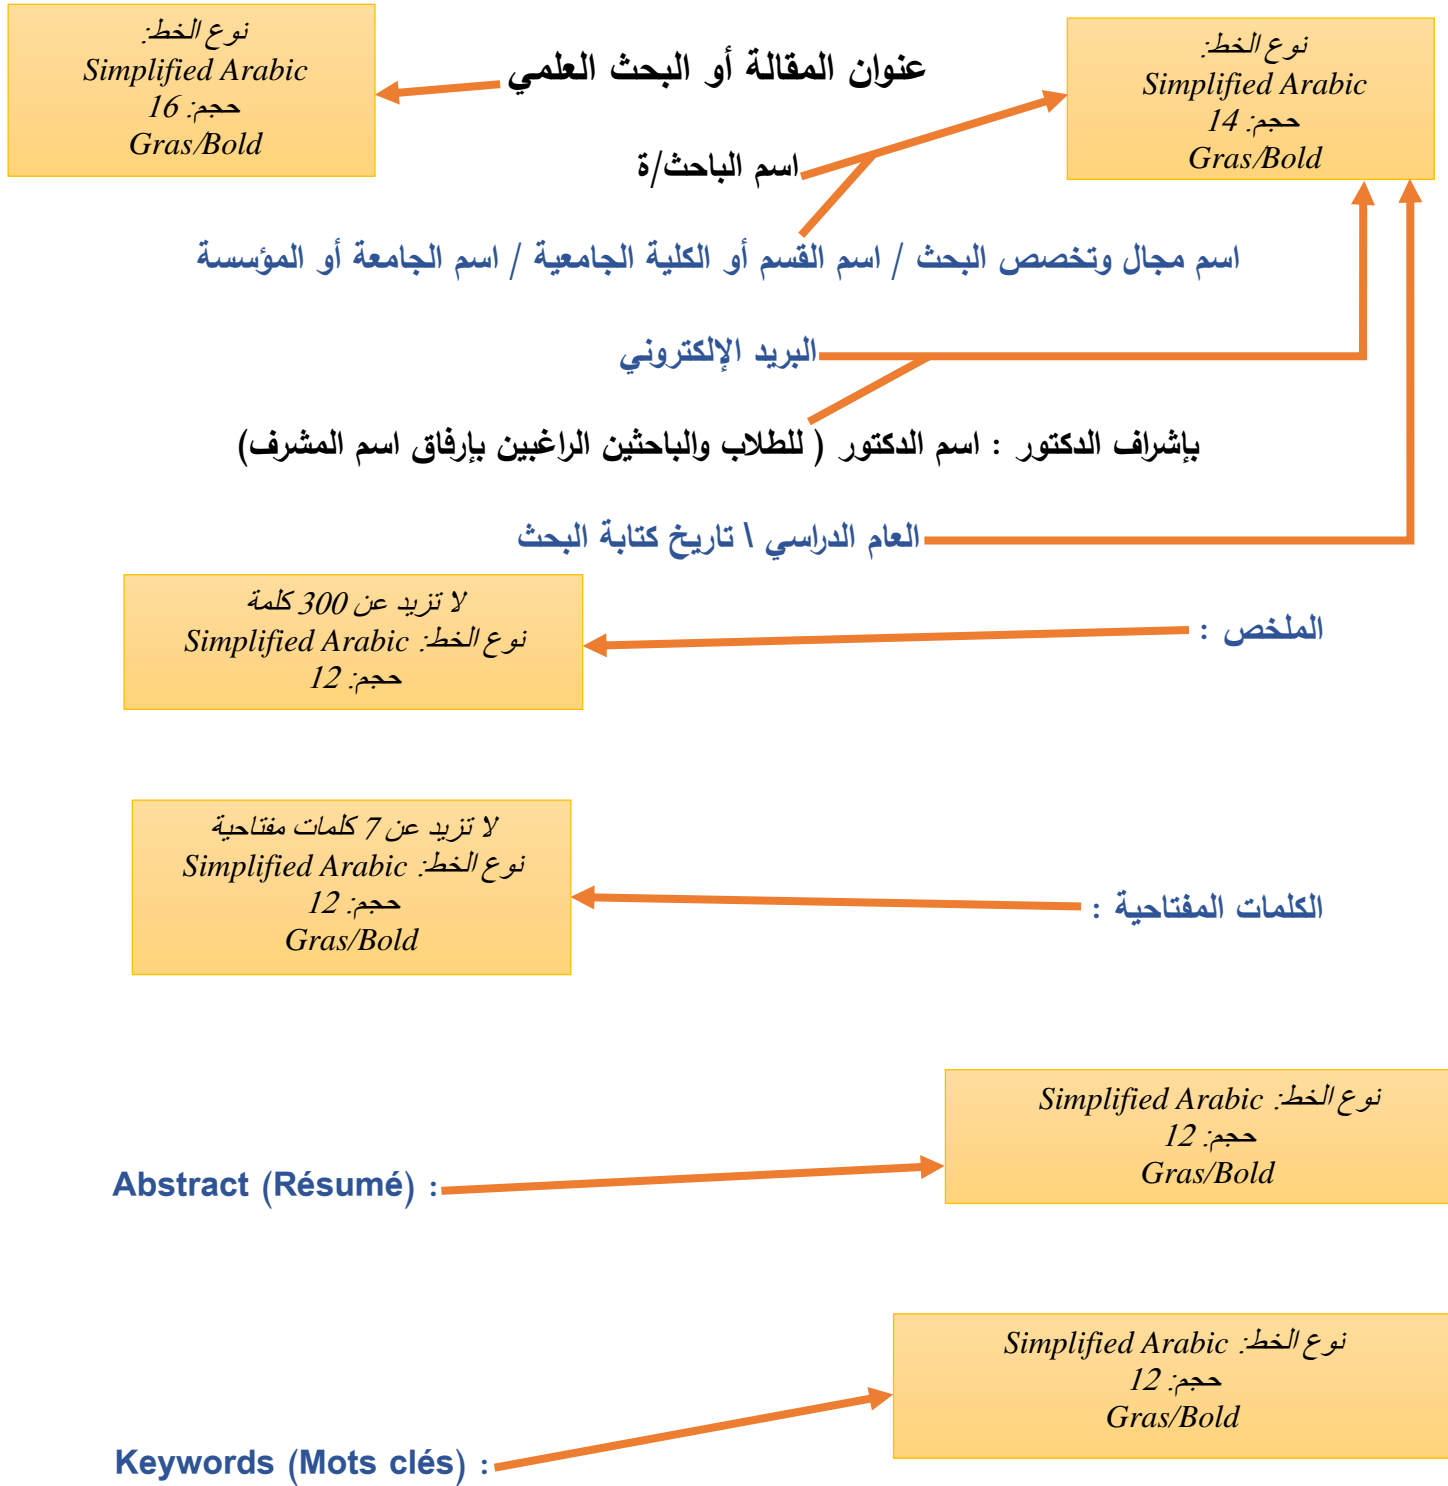 عنوان المقالة أو البحث العلمي
نوع الخط:
Simplified Arabic
حجم: 14
Gras/Bold
نوع الخط:
Simplified Arabic
حجم: 16
Gras/Bold
اسم الباحث/ة
اسم مجال وتخصص البحث / اسم القسم أو الكلية الجامعية / اسم الجامعة أو المؤسسة
البريد الإلكتروني
بإشراف الدكتور : اسم الدكتور ( للطلاب والباحثين الراغبين بإرفاق اسم المشرف)
العام الدراسي \ تاريخ كتابة البحث
الملخص :
لا تزيد عن 300 كلمة
نوع الخط: Simplified Arabic
حجم: 12
الكلمات المفتاحية :
لا تزيد عن 7 كلمات مفتاحية
نوع الخط: Simplified Arabic
حجم: 12
Gras/Bold
Abstract (Résumé) :
نوع الخط: Simplified Arabic
حجم: 12
Gras/Bold
Keywords (Mots clés) :
نوع الخط: Simplified Arabic
حجم: 12
Gras/Bold